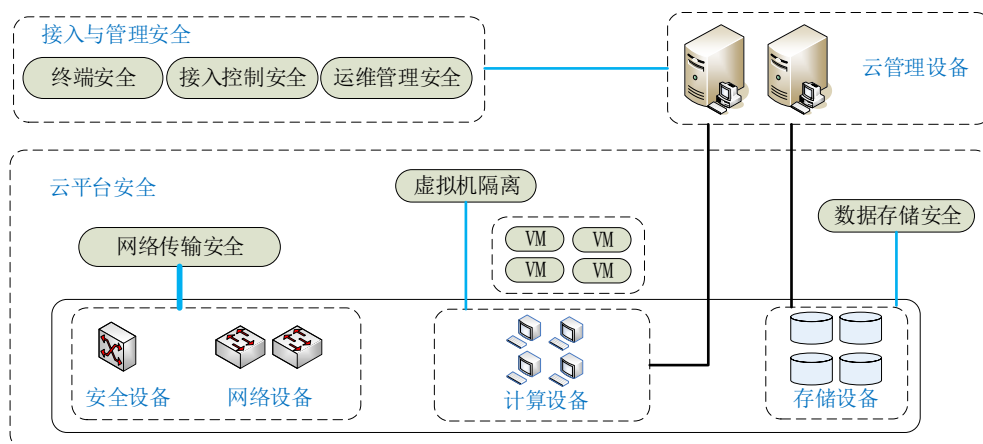 接入与管理安全
终端安全
接入控制安全
运维管理安全
云管理设备
云平台安全
虚拟机隔离
数据存储安全
网络传输安全
VM
VM
VM
VM
安全设备
网络设备
计算设备
存储设备